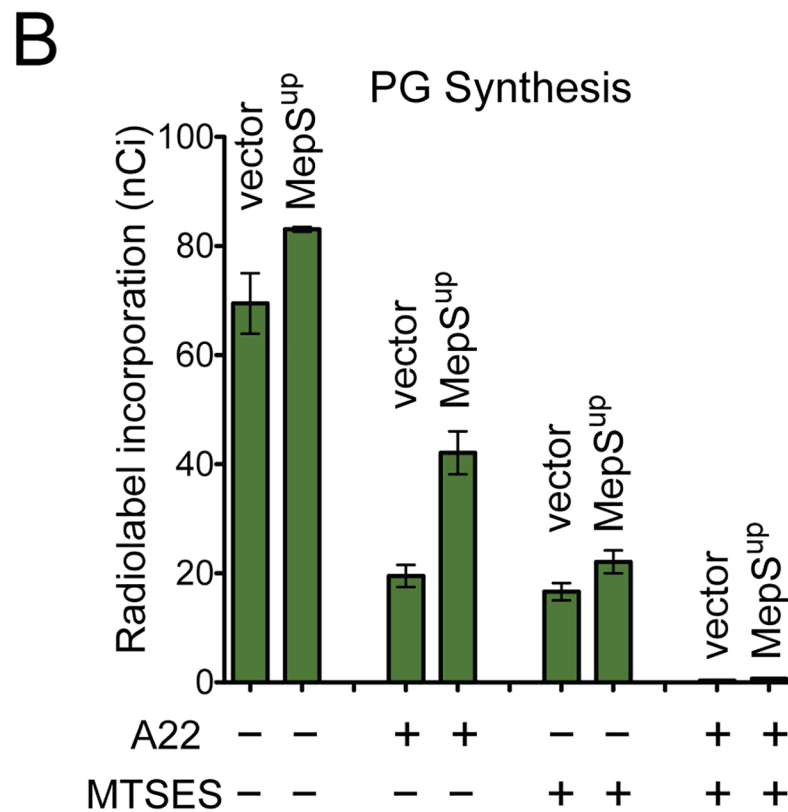 B
PG Synthesis
Radiolabel incorporation (nCi)
100
80
60
40
20
0
vector
MepSup
vector
MepSup
vector
MepSup
vector
MepSup
A22 – – + + – – + +
MTSES – – – – + + + +